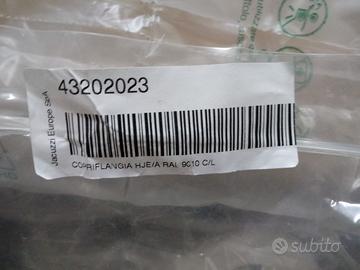 43202023
Jacuzzi Europe SpA
COPRIFLANGIA HJE/A RAL 9010 C/L
subito